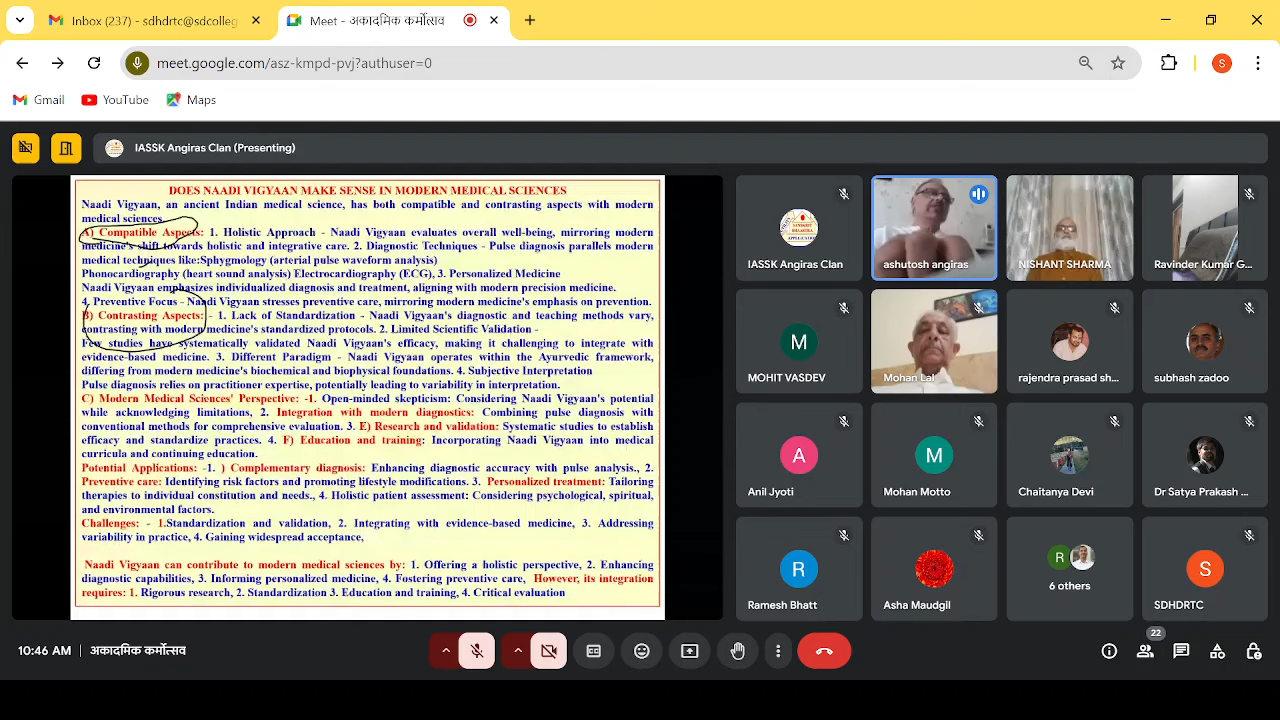 Inbox (237) - sdhdrtc@sdcolleg
Meet - अकादमिक कर्मोत्सव
meet.google.com/asz-kmpd-pvj?authuser=0
S
Gmail
YouTube
Maps
IASSK Angiras Clan (Presenting)
DOES NAADI VIGYAAN MAKE SENSE IN MODERN MEDICAL SCIENCES
Naadi Vigyaan, an ancient Indian medical science, has both compatible and contrasting aspects with modern
medical sciences.
A) Compatible Aspects: 1. Holistic Approach - Naadi Vigyaan evaluates overall well-being, mirroring modern
medicine's shift towards holistic and integrative care. 2. Diagnostic Techniques - Pulse diagnosis parallels modern
medical techniques like:Sphygmology (arterial pulse waveform analysis)
Phonocardiography (heart sound analysis) Electrocardiography (ECG), 3. Personalized Medicine
Naadi Vigyaan emphasizes individualized diagnosis and treatment, aligning with modern precision medicine.
4. Preventive Focus - Naadi Vigyaan stresses preventive care, mirroring modern medicine's emphasis on prevention.
B) Contrasting Aspects: - 1. Lack of Standardization - Naadi Vigyaan's diagnostic and teaching methods vary,
contrasting with modern medicine's standardized protocols. 2. Limited Scientific Validation -
Few studies have systematically validated Naadi Vigyaan's efficacy, making it challenging to integrate with
evidence-based medicine. 3. Different Paradigm - Naadi Vigyaan operates within the Ayurvedic framework,
differing from modern medicine's biochemical and biophysical foundations. 4. Subjective Interpretation
Pulse diagnosis relies on practitioner expertise, potentially leading to variability in interpretation.
C) Modern Medical Sciences' Perspective: -1. Open-minded skepticism: Considering Naadi Vigyaan's potential
while acknowledging limitations, 2. Integration with modern diagnostics: Combining pulse diagnosis with
conventional methods for comprehensive evaluation. 3. E) Research and validation: Systematic studies to establish
efficacy and standardize practices. 4. F) Education and training: Incorporating Naadi Vigyaan into medical
curricula and continuing education.
Potential Applications: -1. ) Complementary diagnosis: Enhancing diagnostic accuracy with pulse analysis., 2.
Preventive care: Identifying risk factors and promoting lifestyle modifications. 3. Personalized treatment: Tailoring
therapies to individual constitution and needs., 4. Holistic patient assessment: Considering psychological, spiritual,
and environmental factors.
Challenges: - 1.Standardization and validation, 2. Integrating with evidence-based medicine, 3. Addressing
variability in practice, 4. Gaining widespread acceptance,
Naadi Vigyaan can contribute to modern medical sciences by: 1. Offering a holistic perspective, 2. Enhancing
diagnostic capabilities, 3. Informing personalized medicine, 4. Fostering preventive care, However, its integration
requires: 1. Rigorous research, 2. Standardization 3. Education and training, 4. Critical evaluation
IASSK Angiras Clan
ashutosh angiras
NISHANT SHARMA
Ravinder Kumar G...
M
MOHIT VASDEV
Mohan Lal
rajendra prasad sh...
subhash zadoo
A
Anil Jyoti
M
Mohan Motto
Chaitanya Devi
Dr Satya Prakash ...
R
Ramesh Bhatt
Asha Maudgil
R
6 others
S
SDHDRTC
10:46 AM | अकादमिक कर्मोत्सव
22